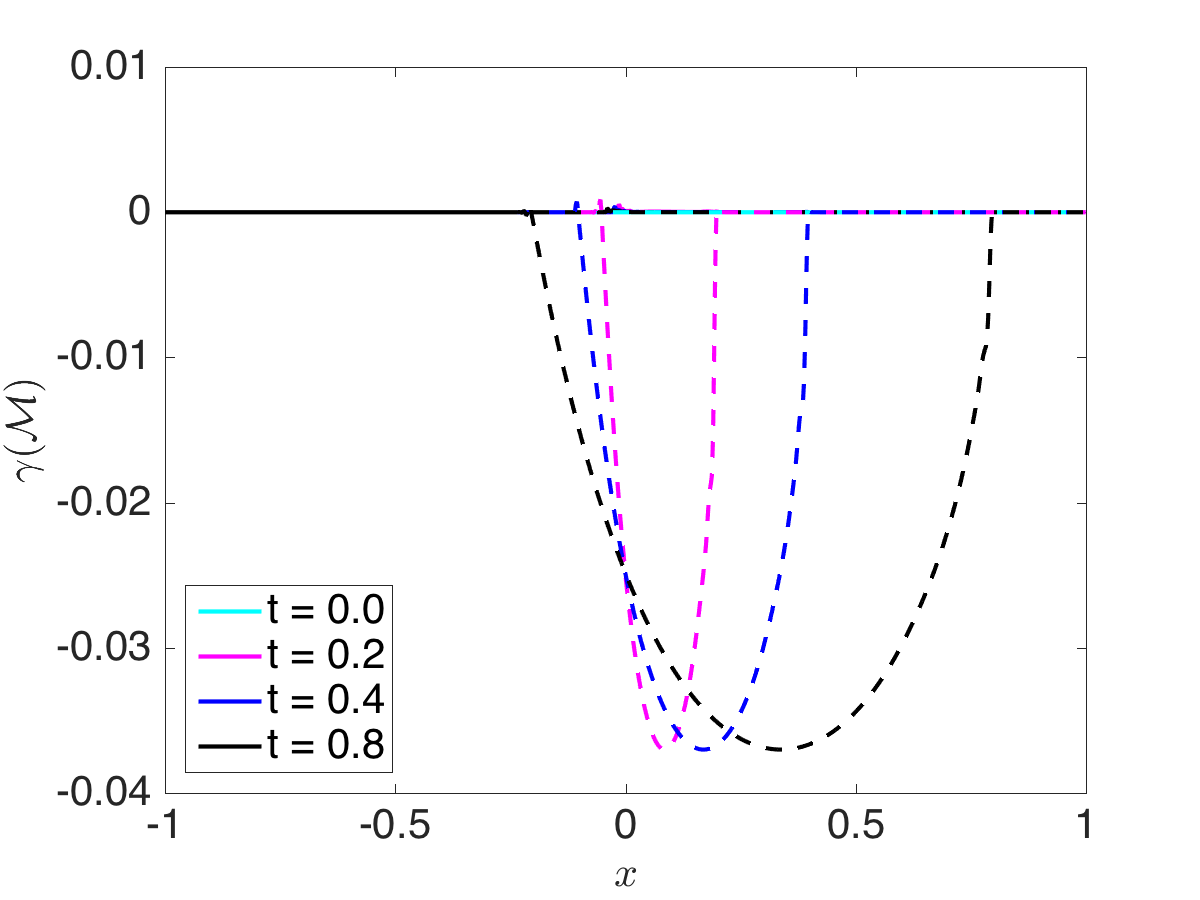 0.01
0
-0.01
-0.02
-0.03
-0.04
γ(ℳ)
t = 0.0
t = 0.2
t = 0.4
t = 0.8
-1 -0.5 0 0.5 1
x